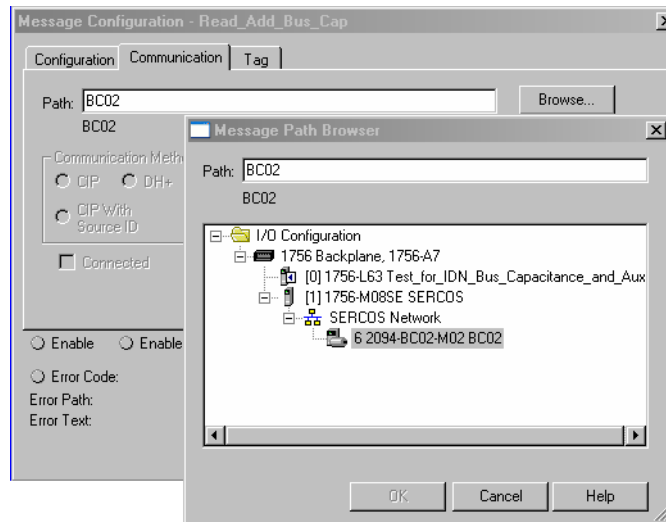 Message Configuration - Read_Add_Bus_Cap
Configuration Communication Tag
Path: BC02 Browse...
BC02
Communication
CIP DH+
CIP With
Source ID
Connected
Enable Enable
Error Code:
Error Path:
Error Text:
Message Path Browser
Path: BC02
BC02
I/O Configuration
1756 Backplane, 1756-A7
[0] 1756-L63 Test_for_IDN_Bus_Capacitance_and_Aux
[1] 1756-M08SE SERCOS
SERCOS Network
6 2094-BC02-M02 BC02
OK Cancel Help